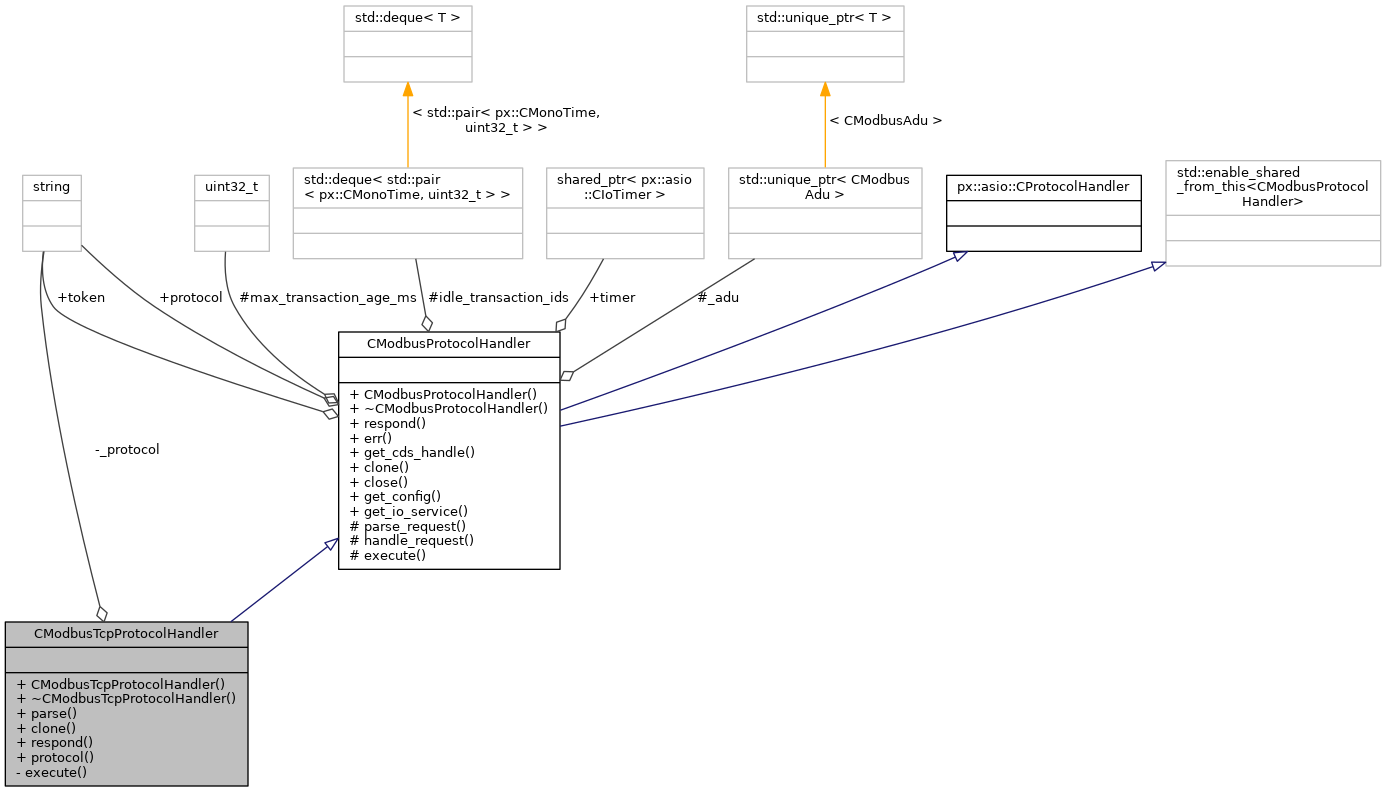 std::deque< T >
std::unique_ptr< T >
< std::pair< px::CMonoTime,
uint32_t > >
< CModbusAdu >
string
uint32_t
std::deque< std::pair
< px::CMonoTime, uint32_t > >
shared_ptr< px::asio
::CIoTimer >
std::unique_ptr< CModbus
Adu >
px::asio::CProtocolHandler
std::enable_shared
_from_this<CModbusProtocol
Handler>
+token
+protocol
#max_transaction_age_ms
#idle_transaction_ids
+timer
#_adu
CModbusProtocolHandler
+ CModbusProtocolHandler()
+ ~CModbusProtocolHandler()
+ respond()
+ err()
+ get_cds_handle()
+ clone()
+ close()
+ get_config()
+ get_io_service()
# parse_request()
# handle_request()
# execute()
-_protocol
CModbusTcpProtocolHandler
+ CModbusTcpProtocolHandler()
+ ~CModbusTcpProtocolHandler()
+ parse()
+ clone()
+ respond()
+ protocol()
- execute()